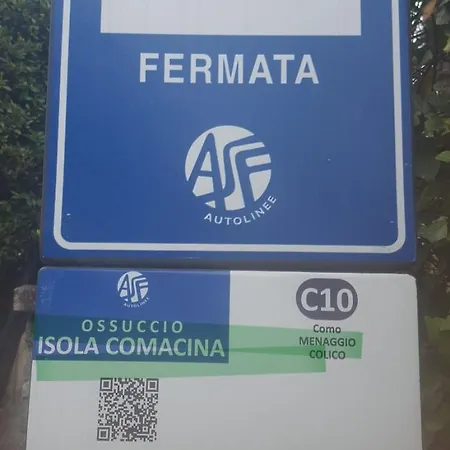 FERMATA
ASF
AUTOLINEE
ASF
AUTOLINEE
OSSUCCIO
ISOLA COMACINA
C10
Como
MENAGGIO
COLICO